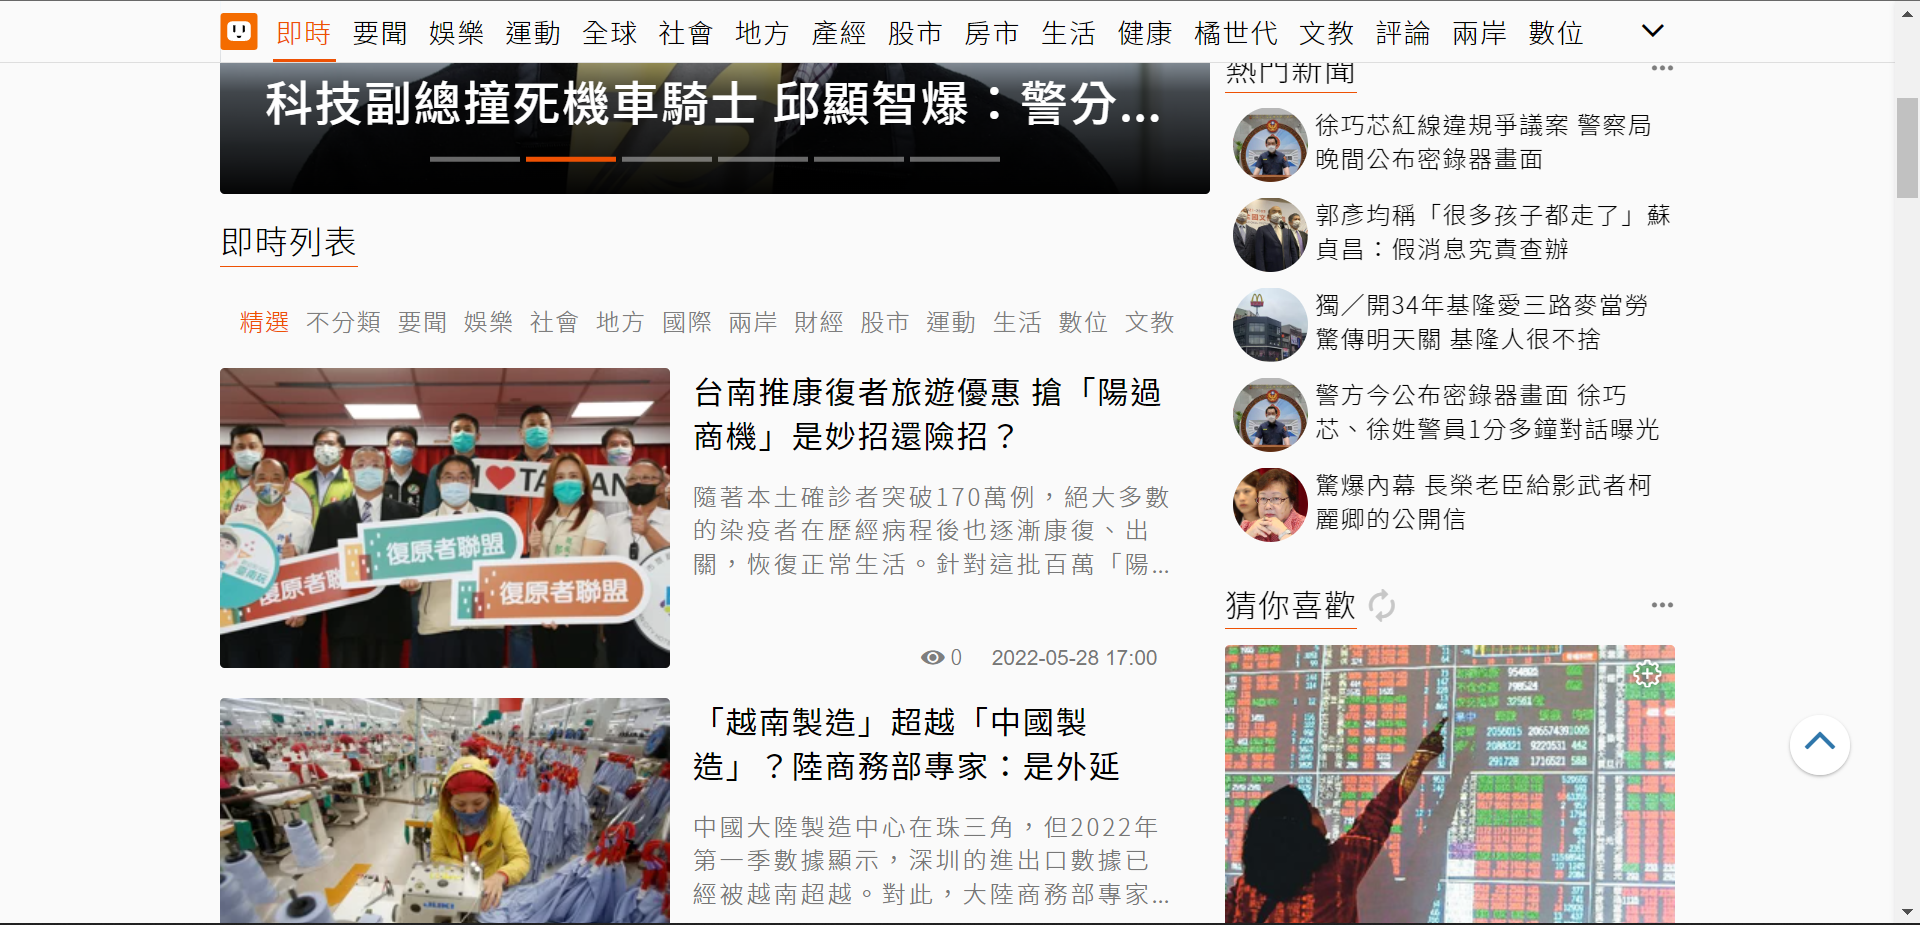 即時 要聞 娛樂 運動 全球 社會 地方 產經 股市 房市 生活 健康 橘世代 文教 評論 兩岸 數位
科技副總撞死機車騎士 邱顯智爆：警分...
即時列表
精選 不分類 要聞 娛樂 社會 地方 國際 兩岸 財經 股市 運動 生活 數位 文教
台南推康復者旅遊優惠 搶「陽過
商機」是妙招還險招？
隨著本土確診者突破170萬例，絕大多數
的染疫者在歷經病程後也逐漸康復、出
關，恢復正常生活。針對這批百萬「陽...
0 2022-05-28 17:00
復原者聯盟
復原者聯盟
復原者聯盟
「越南製造」超越「中國製
造」？陸商務部專家：是外延
中國大陸製造中心在珠三角，但2022年
第一季數據顯示，深圳的進出口數據已
經被越南超越。對此，大陸商務部專家...
JUKI
熱門新聞
徐巧芯紅線違規爭議案 警察局
晚間公布密錄器畫面
郭彥均稱「很多孩子都走了」蘇
貞昌：假消息究責查辦
獨／開34年基隆愛三路麥當勞
驚傳明天關 基隆人很不捨
警方今公布密錄器畫面 徐巧
芯、徐姓警員1分多鐘對話曝光
驚爆內幕 長榮老臣給影武者柯
麗卿的公開信
猜你喜歡